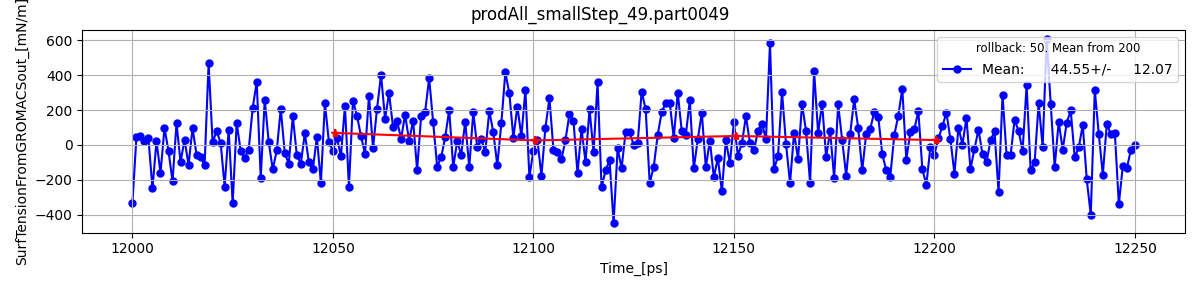 prodAll_smallStep_49.part0049
SurfTensionFromGROMACSout_[mN/m]
600
400
200
0
−200
−400
rollback: 50, Mean from 200
Mean: 44.55+/- 12.07
12000
12050
12100
12150
12200
12250
Time_[ps]